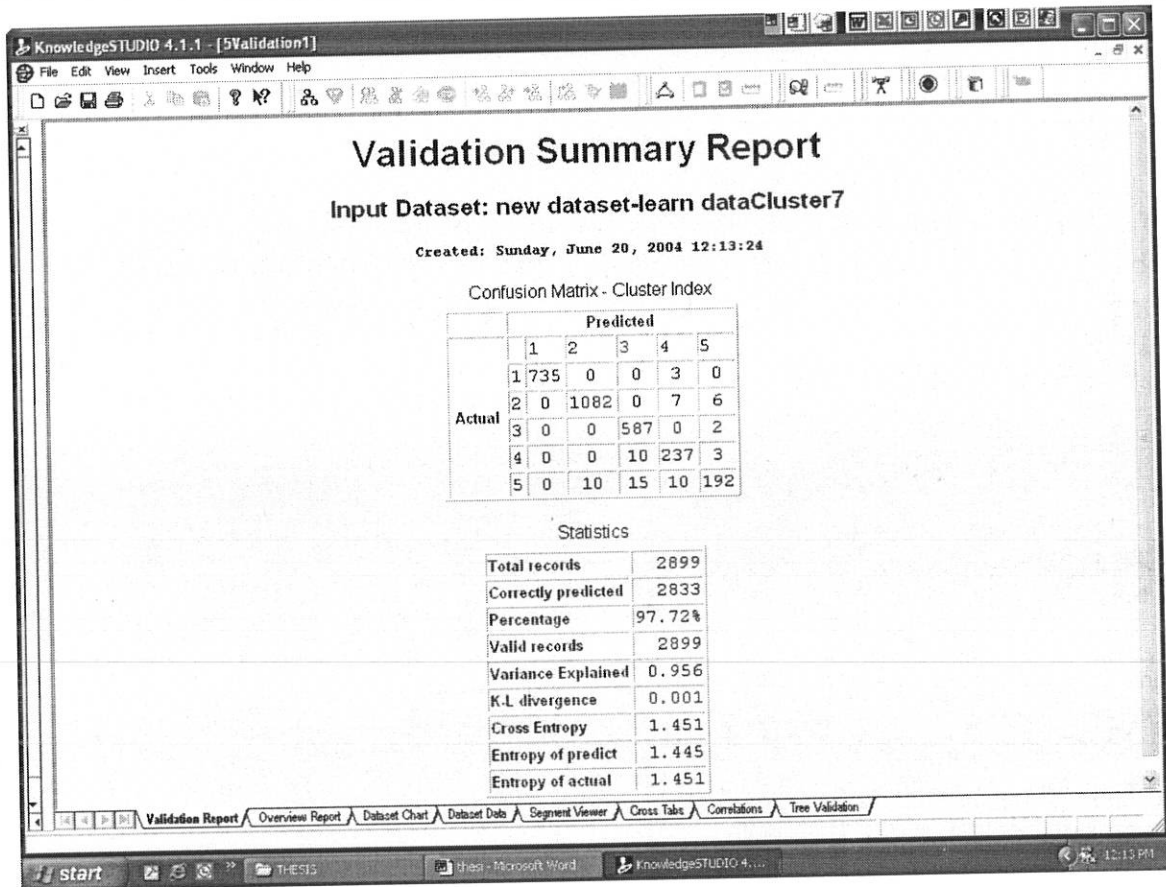 KnowledgeSTUDIO 4.1.1 - [5Validation1]
File Edit View Insert Tools Window Help
Validation Summary Report
Input Dataset: new dataset-learn dataCluster7
Created: Sunday, June 20, 2004 12:13:24
Confusion Matrix - Cluster Index
Predicted
1 2 3 4 5
1 735 0 0 3 0
2 0 1082 0 7 6
Actual
3 0 0 587 0 2
4 0 0 10 237 3
5 0 10 15 10 192
Statistics
Total records 2899
Correctly predicted 2833
Percentage 97.72%
Valid records 2899
Variance Explained 0.956
K-L divergence 0.001
Cross Entropy 1.451
Entropy of predict 1.445
Entropy of actual 1.451
Validation Report Overview Report Dataset Chart Dataset Data Segment Viewer Cross Tabs Correlations Tree Validation
start THESIS thesi - Microsoft Word KnowledgeSTUDIO 4.... 12:13 PM